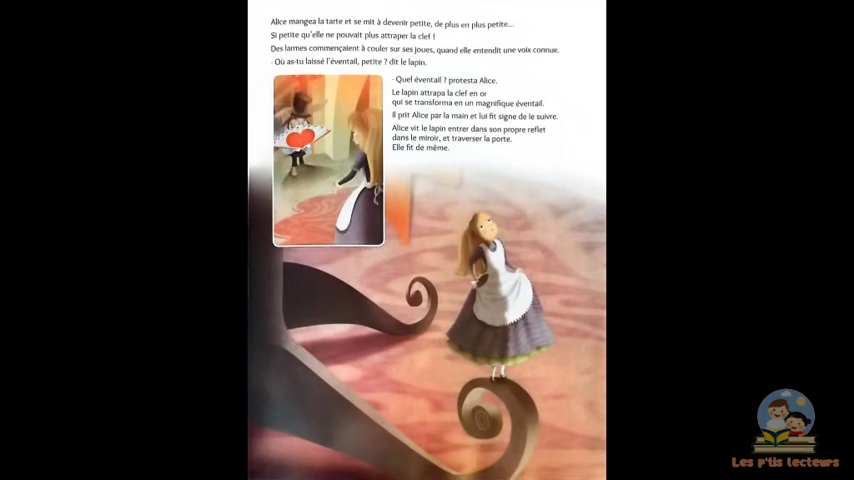 Alice mangea la tarte et se mit à devenir petite, de plus en plus petite...
Si petite qu'elle ne pouvait plus attraper la clef !
Des larmes commençaient à couler sur ses joues, quand elle entendit une voix connue.
- Où as-tu laissé l'éventail, petite ? dit le lapin.
- Quel éventail ? protesta Alice.
Le lapin attrapa la clef en or
qui se transforma en un magnifique éventail.
Il prit Alice par la main et lui fit signe de le suivre.
Alice vit le lapin entrer dans son propre reflet
dans le miroir, et traverser la porte.
Elle fit de même.
Les p'tis lecteurs